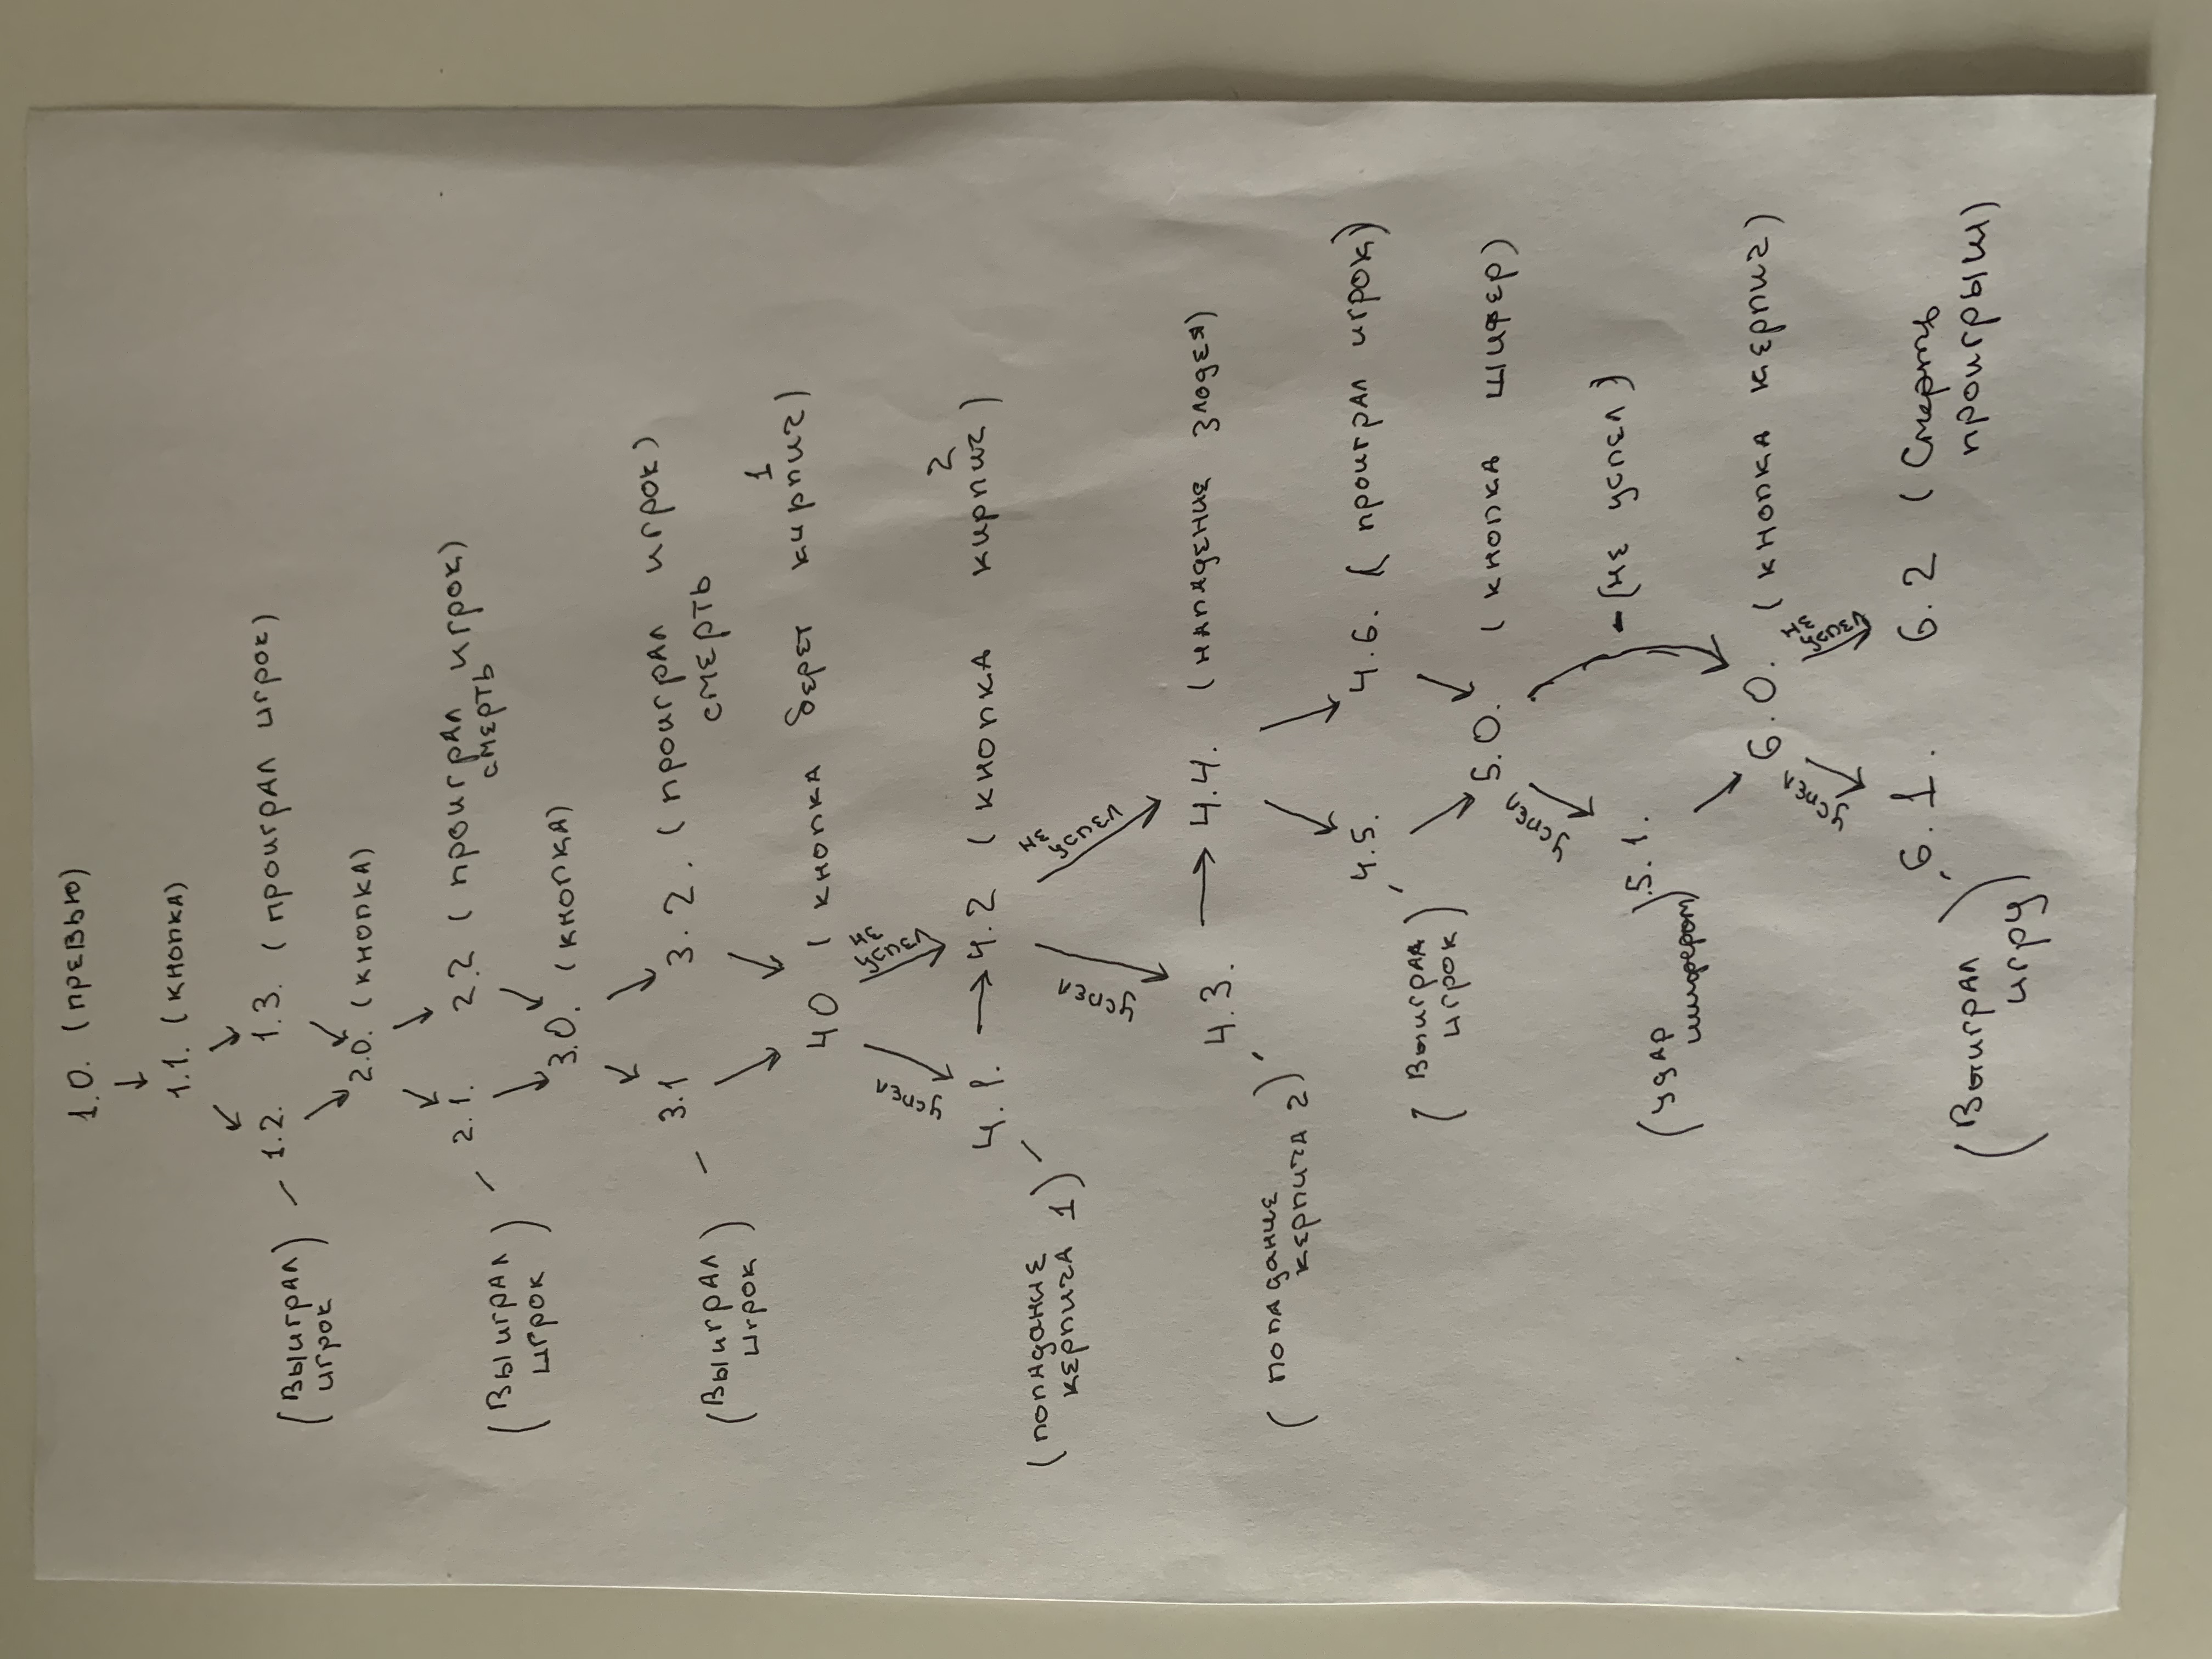 1.0. (превью)
1.1. (кнопка)
1.2. 1.3. (проиграл игрок)
(Выиграл
игрок)
2.0. (кнопка)
2.1. 2.2 (проиграл игрок)
смерть
(Выиграл
игрок)
3.0. (кнопка)
3.1 3.2. (проиграл игрок)
смерть
(Выиграл
игрок)
1
40 (кнопка берет кирпич)
успел не успел
2
4.1. 4.2 (кнопка кирпич)
(попадание
керпича 1)
успел не успел
4.3. 4.4. (нападение злодея)
(попадание
керпича 2)
4.5. 4.6. (проиграл игрок)
(Выиграл
игрок)
5.0. (кнопка шифер)
успел
-(не успел)
(удар
шифером) 5.1.
6.0. (кнопка керпич)
успел не успел
6.1. 6.2 (Смерть
проигрыш)
(Выиграл
игру)